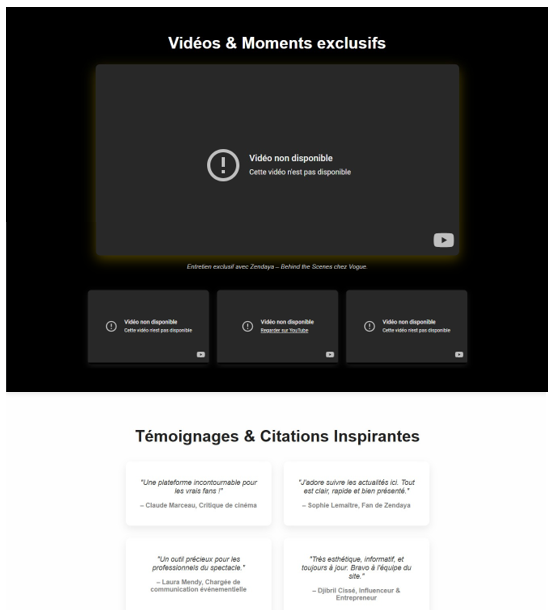 Vidéos & Moments exclusifs
Vidéo non disponible
Cette vidéo n'est pas disponible
Entretien exclusif avec Zendaya – Behind the Scenes chez Vogue.
Vidéo non disponible
Cette vidéo n'est pas disponible
Vidéo non disponible
Regarder sur YouTube
Vidéo non disponible
Cette vidéo n'est pas disponible
Témoignages & Citations Inspirantes
"Une plateforme incontournable pour
les vrais fans !"
– Claude Marceau, Critique de cinéma
"J'adore suivre les actualités ici. Tout
est clair, rapide et bien présenté."
– Sophie Lemaître, Fan de Zendaya
"Un outil précieux pour les
professionnels du spectacle."
– Laura Mendy, Chargée de
communication événementielle
"Très esthétique, informatif, et
toujours à jour. Bravo à l'équipe du
site."
– Djibril Cissé, Influenceur &
Entrepreneur